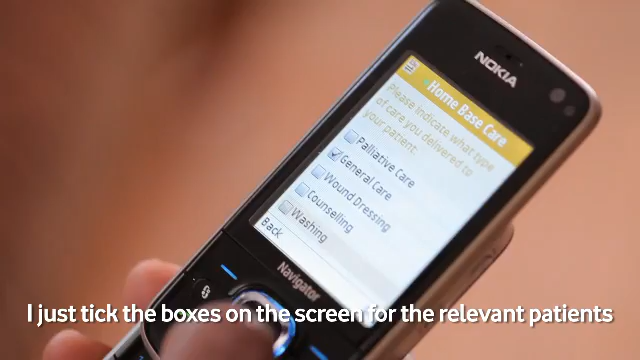 NOKIA
Home Base Care
Please indicate what type
of care you delivered to
your patient:
Palliative Care
General Care
Wound Dressing
Counselling
Washing
Back
Navigator
I just tick the boxes on the screen for the relevant patients